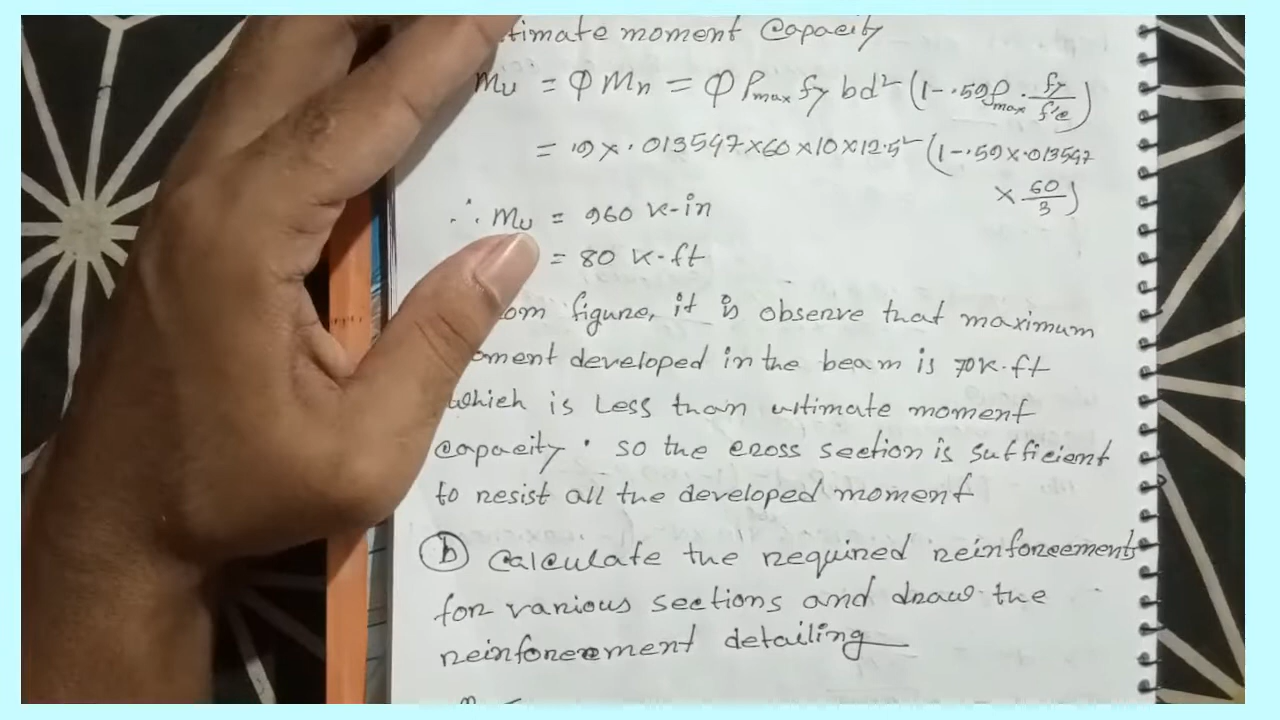 timate moment capacity
Mu = φ Mn = φ ρmax fy bd² (1-.59ρmax · fy/f'c)
= .9 × .013547×60×10×12.5² (1-.59×.013547
× 60/3)
∴ Mu = 960 K-in
= 80 K-ft
om figure, it is observe that maximum
oment developed in the beam is 70 K.ft
which is Less than ultimate moment
capacity. so the cross section is sufficient
to resist all the developed moment
(b) Calculate the required reinforcement
for various sections and draw the
reinforcement detailing